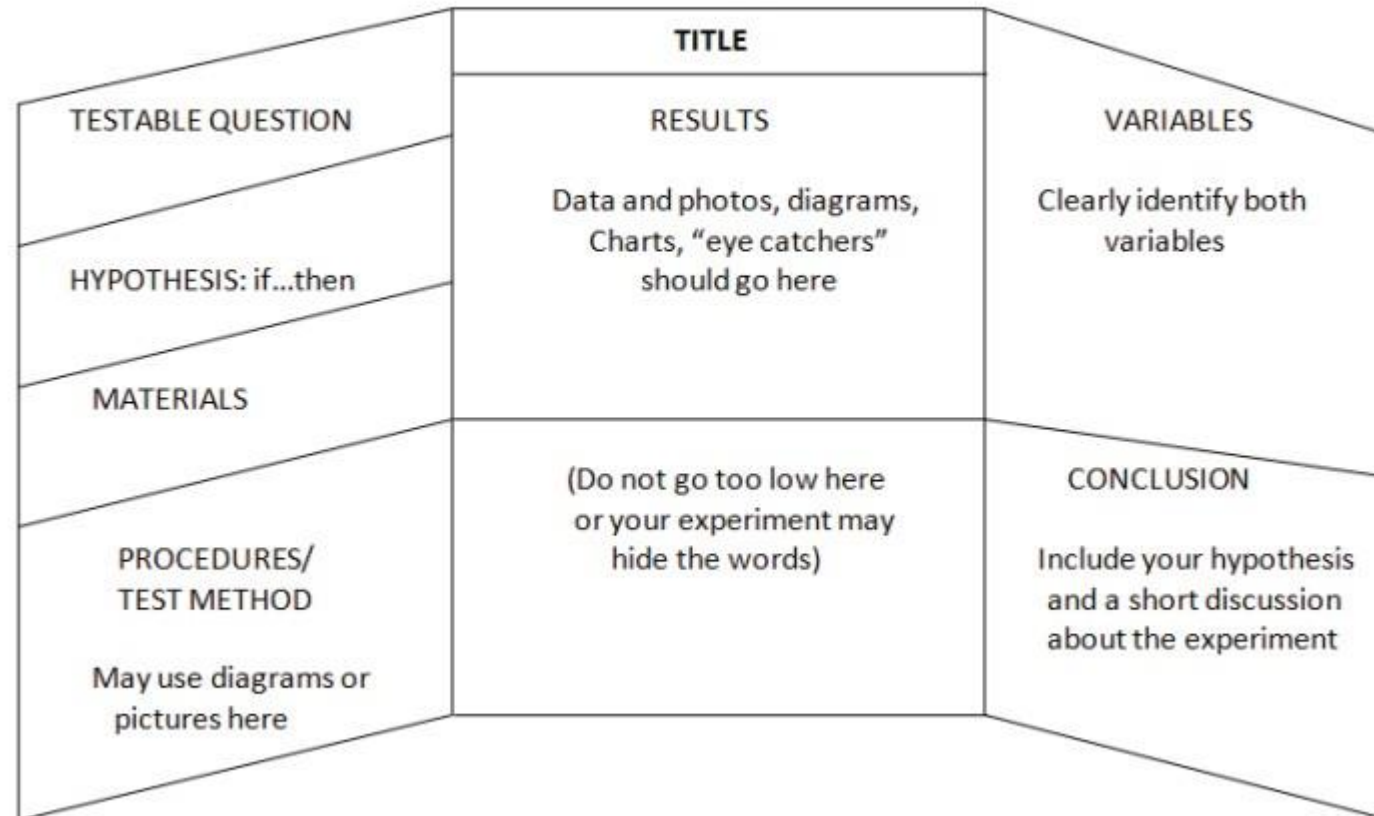 TITLE
TESTABLE QUESTION
HYPOTHESIS: if...then
MATERIALS
PROCEDURES/
TEST METHOD
May use diagrams or
pictures here
RESULTS
Data and photos, diagrams,
Charts, “eye catchers”
should go here
(Do not go too low here
or your experiment may
hide the words)
VARIABLES
Clearly identify both
variables
CONCLUSION
Include your hypothesis
and a short discussion
about the experiment